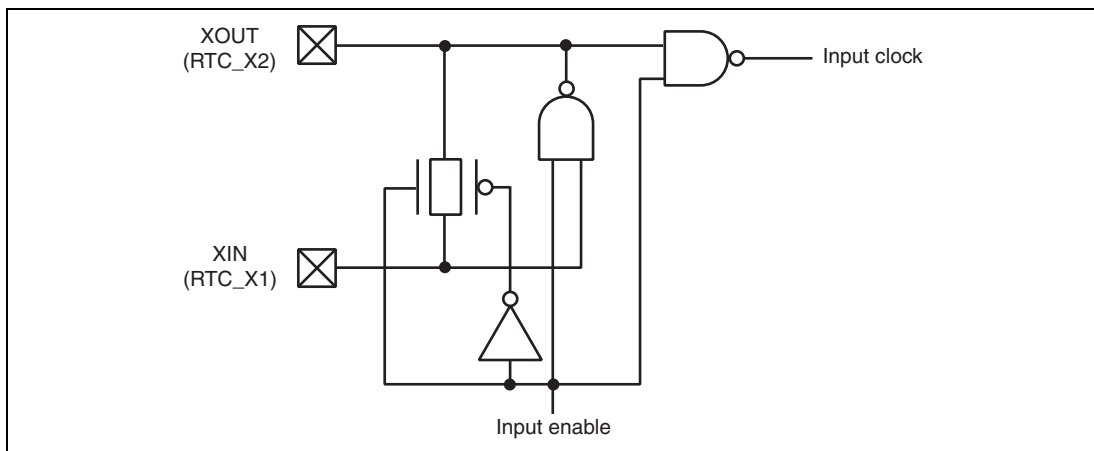 XOUT
(RTC_X2)
Input clock
XIN
(RTC_X1)
Input enable